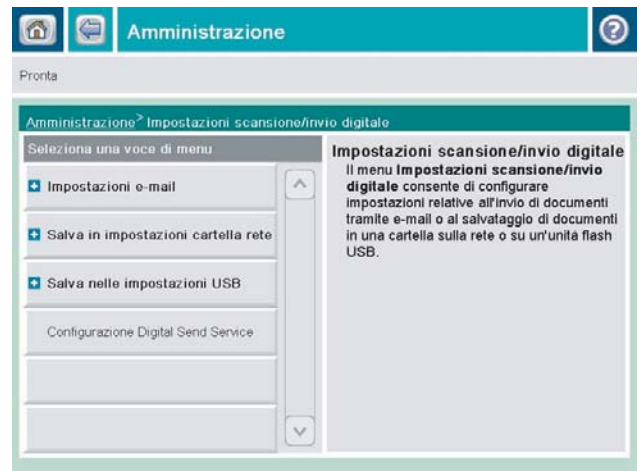 Amministrazione
Pronta
Amministrazione> Impostazioni scansione/invio digitale
Seleziona una voce di menu
Impostazioni e-mail
Salva in impostazioni cartella rete
Salva nelle impostazioni USB
Configurazione Digital Send Service
Impostazioni scansione/invio digitale
Il menu Impostazioni scansione/invio
digitale consente di configurare
impostazioni relative all'invio di documenti
tramite e-mail o al salvataggio di documenti
in una cartella sulla rete o su un'unità flash
USB.